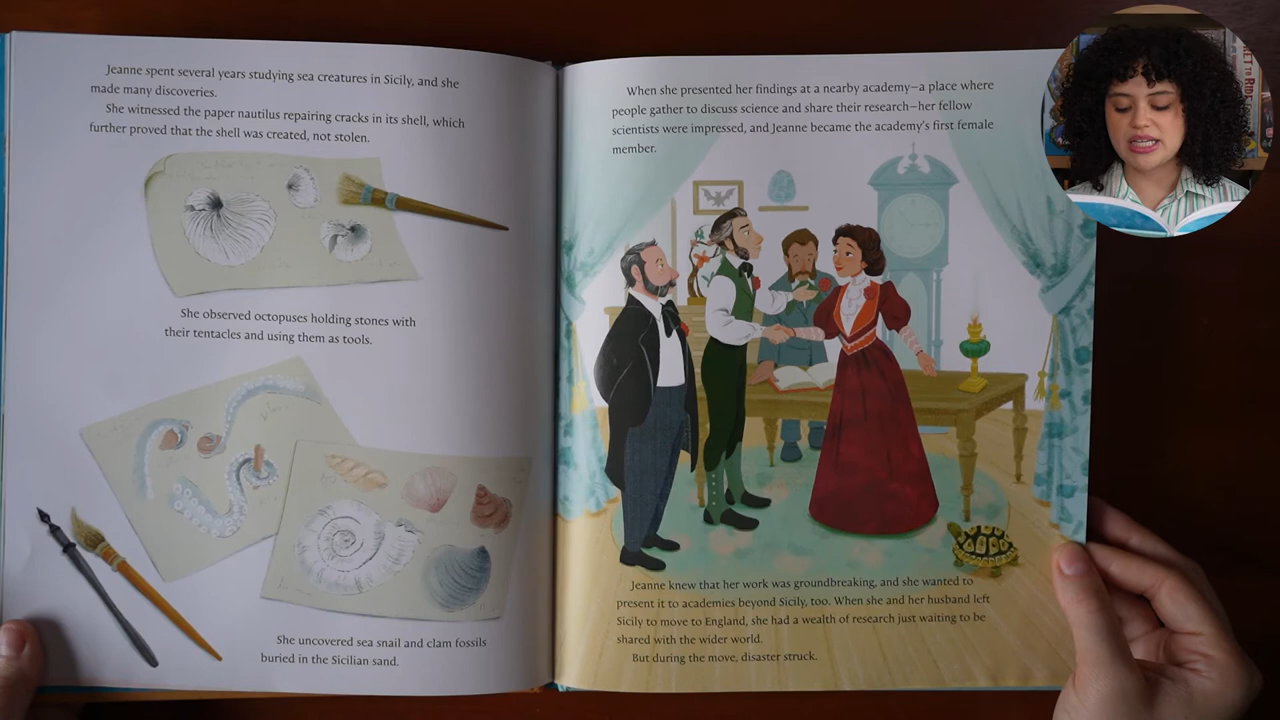 Jeanne spent several years studying sea creatures in Sicily, and she
made many discoveries.
She witnessed the paper nautilus repairing cracks in its shell, which
further proved that the shell was created, not stolen.
She observed octopuses holding stones with
their tentacles and using them as tools.
She uncovered sea snail and clam fossils
buried in the Sicilian sand.
When she presented her findings at a nearby academy—a place where
people gather to discuss science and share their research—her fellow
scientists were impressed, and Jeanne became the academy's first female
member.
Jeanne knew that her work was groundbreaking, and she wanted to
present it to academies beyond Sicily, too. When she and her husband left
Sicily to move to England, she had a wealth of research just waiting to be
shared with the wider world.
But during the move, disaster struck.